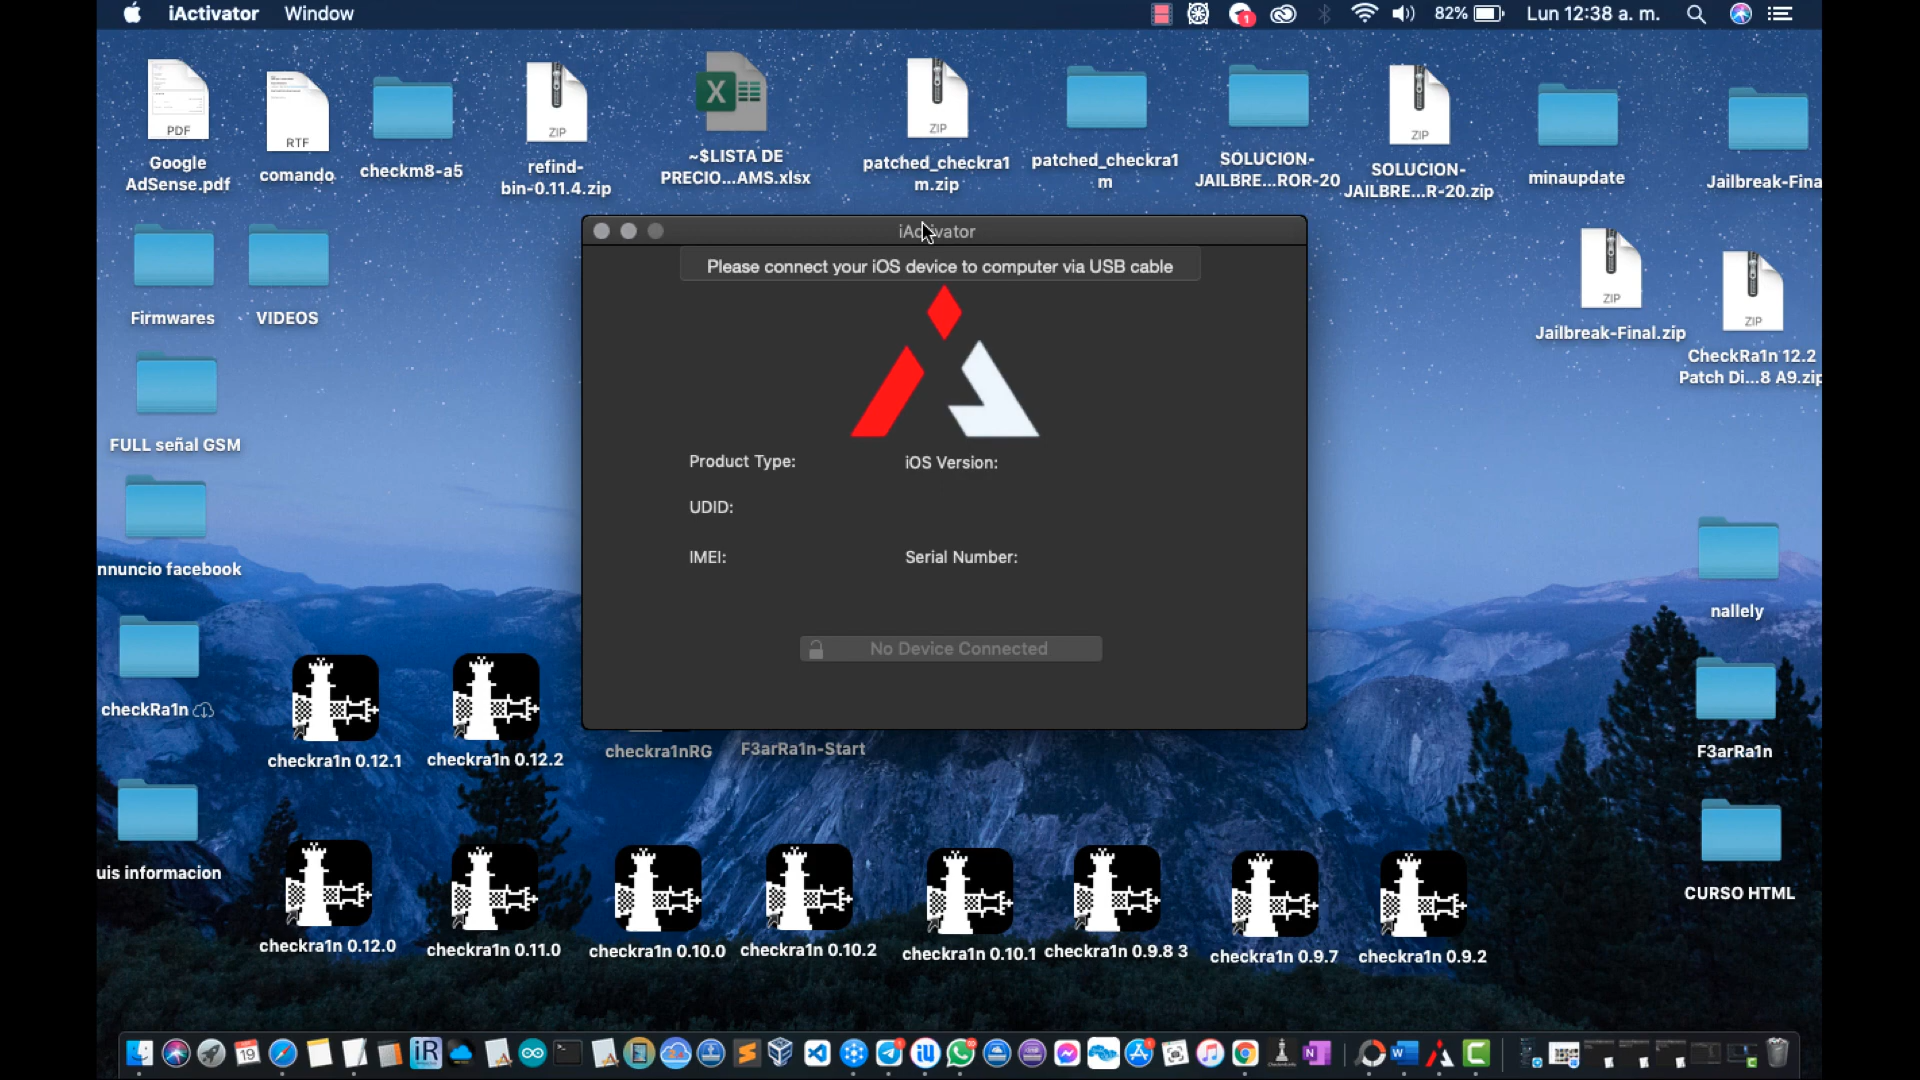 iActivator Window
82% Lun 12:38 a. m.
1
PDF
Google
AdSense.pdf
RTF
comando
checkm8-a5
ZIP
refind-
bin-0.11.4.zip
X
~$LISTA DE
PRECIO...AMS.xlsx
ZIP
patched_checkra1
m.zip
patched_checkra1
m
SOLUCION-
JAILBRE...ROR-20
ZIP
SOLUCION-
JAILBRE...R-20.zip
minaupdate
Jailbreak-Fina
Firmwares
VIDEOS
ZIP
Jailbreak-Final.zip
ZIP
CheckRa1n 12.2
Patch Di...8 A9.zip
iActivator
Please connect your iOS device to computer via USB cable
Product Type:
iOS Version:
UDID:
IMEI:
Serial Number:
No Device Connected
FULL señal GSM
nnuncio facebook
nallely
checkRa1n
checkra1n 0.12.1
checkra1n 0.12.2
checkra1nRG
F3arRa1n-Start
F3arRa1n
uis informacion
checkra1n 0.12.0
checkra1n 0.11.0
checkra1n 0.10.0
checkra1n 0.10.2
checkra1n 0.10.1
checkra1n 0.9.8 3
checkra1n 0.9.7
checkra1n 0.9.2
CURSO HTML
19
iR
iU
N
W
C